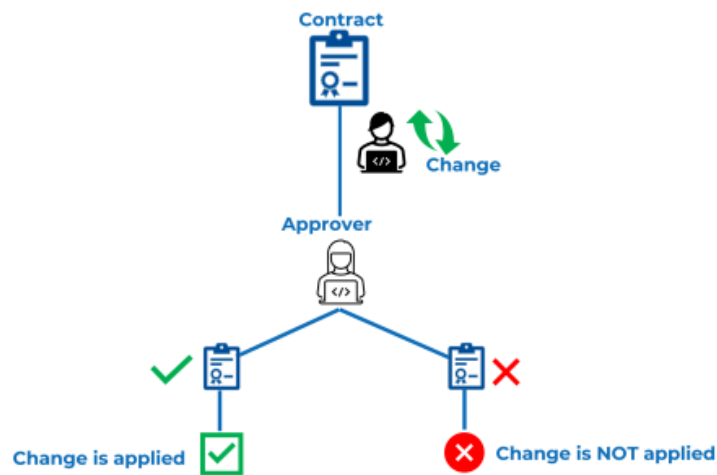 Contract
</>
Change
Approver
</>
Change is applied
Change is NOT applied